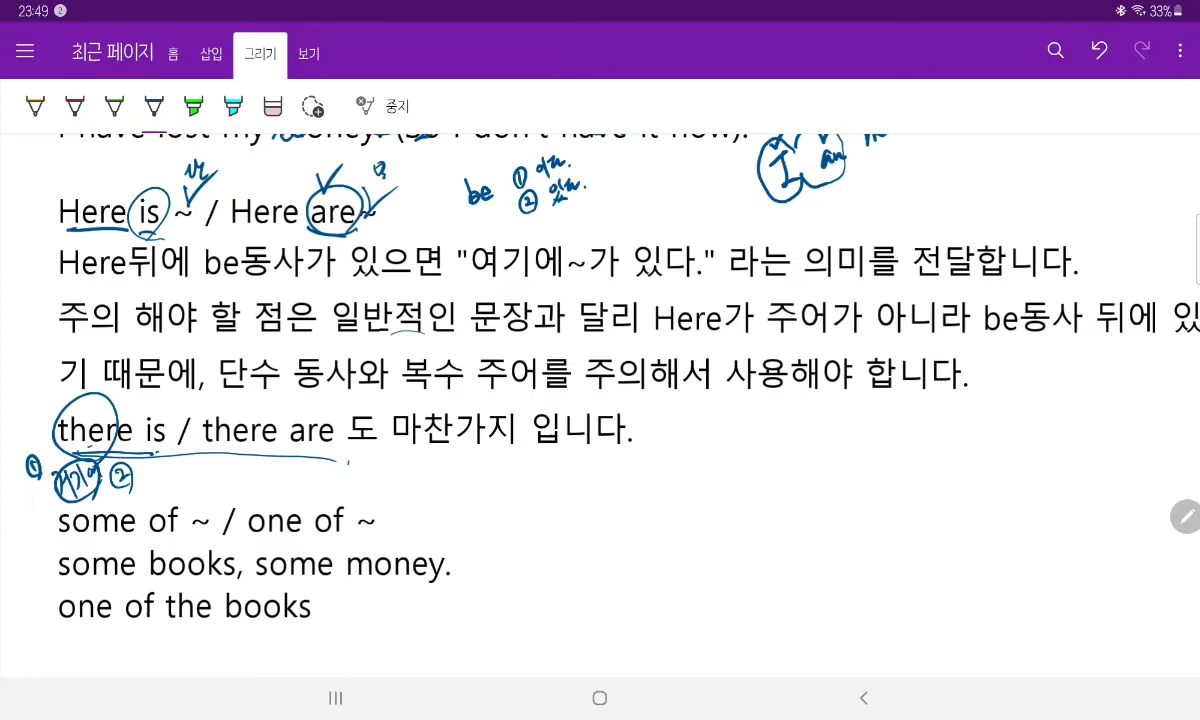 23:49 2 33%
최근 페이지 홈 삽입 그리기 보기
중지
I have lost my money. (so I don't have it now).
I
be ① ②
Here is ~ / Here are~
Here뒤에 be동사가 있으면 "여기에~가 있다." 라는 의미를 전달합니다.
주의 해야 할 점은 일반적인 문장과 달리 Here가 주어가 아니라 be동사 뒤에 있
기 때문에, 단수 동사와 복수 주어를 주의해서 사용해야 합니다.
there is / there are 도 마찬가지 입니다.
① 거기에 ②
some of ~ / one of ~
some books, some money.
one of the books